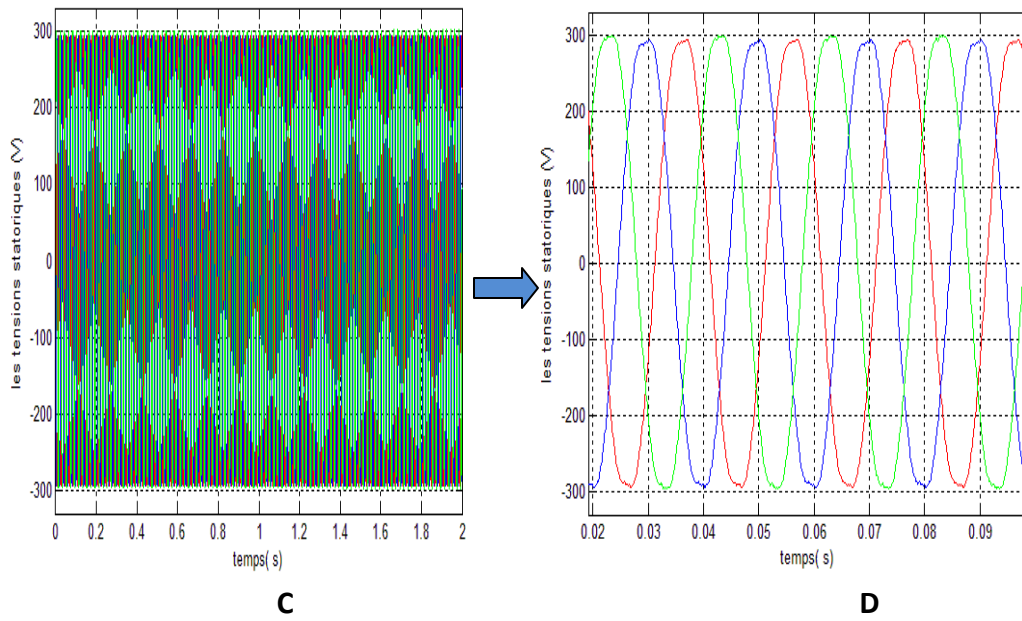 300
200
100
0
-100
-200
-300
les tensions statoriques (V)
0 0.2 0.4 0.6 0.8 1 1.2 1.4 1.6 1.8 2
temps( s)
C
300
200
100
0
-100
-200
-300
les tensions statoriques (V)
0.02 0.03 0.04 0.05 0.06 0.07 0.08 0.09
temps( s)
D